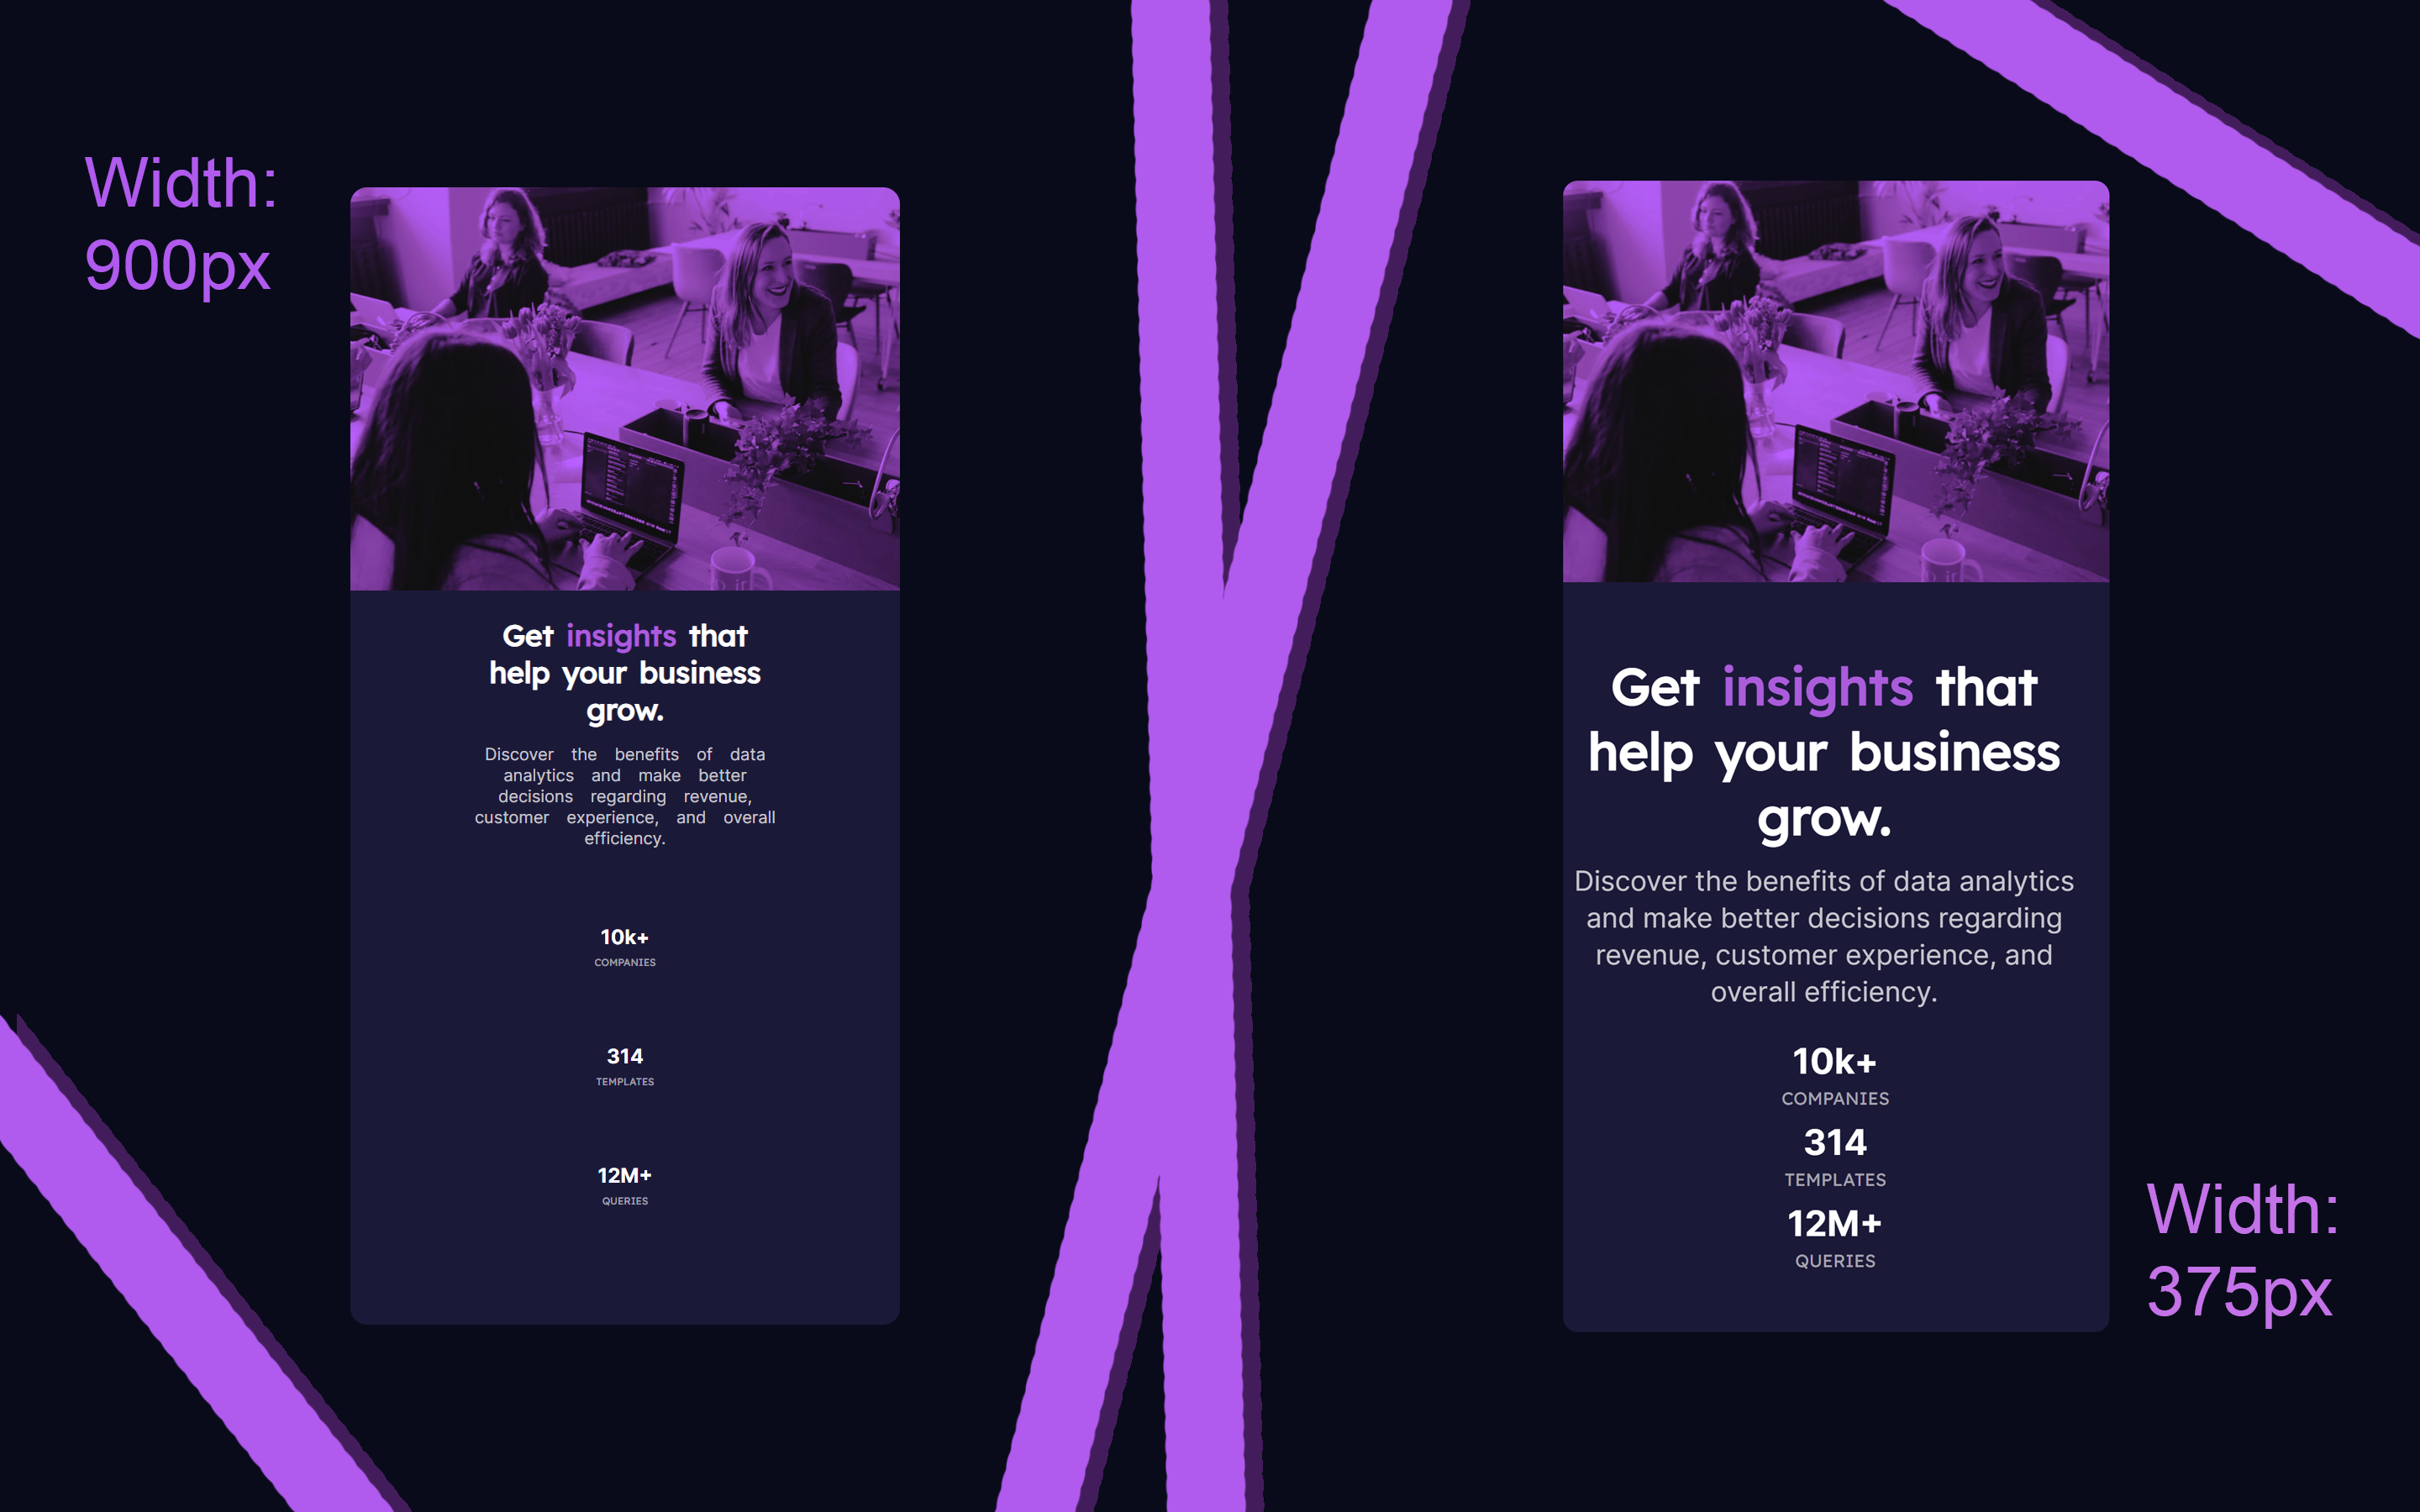 Width:
900px
Get insights that
help your business
grow.
Discover the benefits of data
analytics and make better
decisions regarding revenue,
customer experience, and overall
efficiency.
10k+
COMPANIES
314
TEMPLATES
12M+
QUERIES
Get insights that
help your business
grow.
Discover the benefits of data analytics
and make better decisions regarding
revenue, customer experience, and
overall efficiency.
10k+
COMPANIES
314
TEMPLATES
12M+
QUERIES
Width:
375px